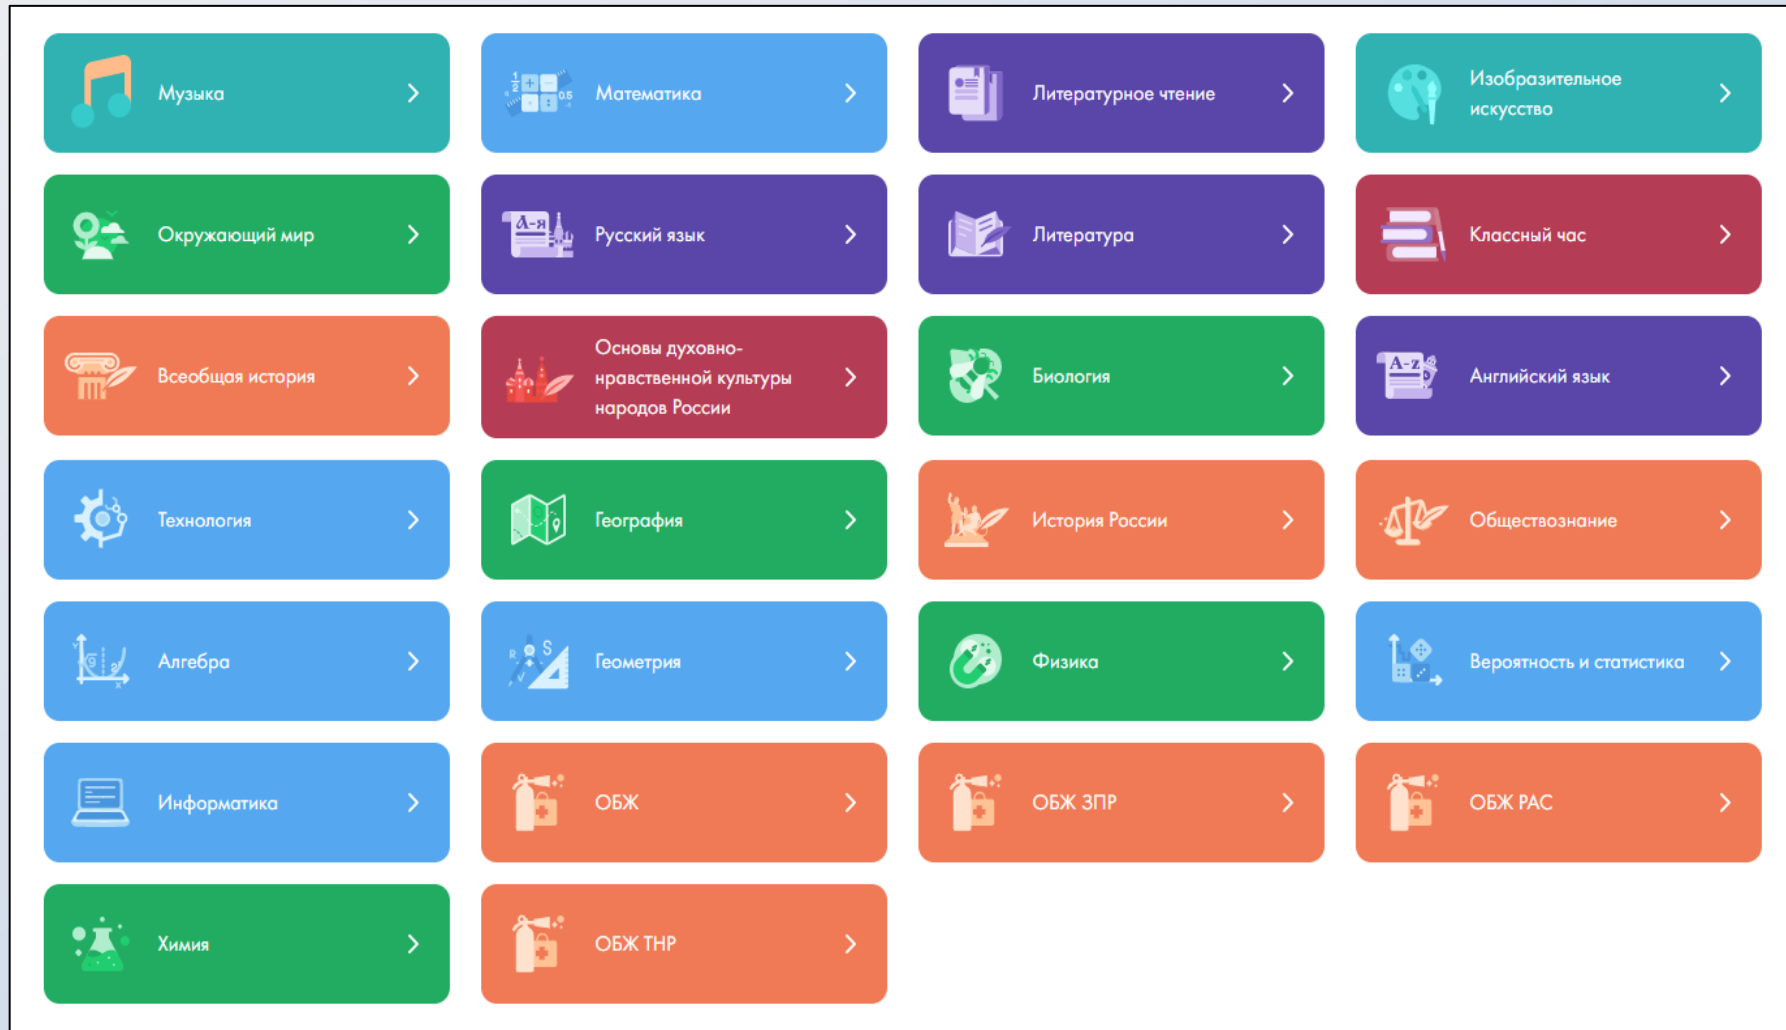 Музыка
Математика
Литературное чтение
Изобразительное
искусство
Окружающий мир
А-я
Русский язык
Литература
Классный час
Всеобщая история
Основы духовно-
нравственной культуры
народов России
Биология
A-z
Английский язык
Технология
География
История России
Обществознание
Алгебра
R S
Геометрия
Физика
Вероятность и статистика
Информатика
ОБЖ
ОБЖ ЗПР
ОБЖ РАС
Химия
ОБЖ ТНР